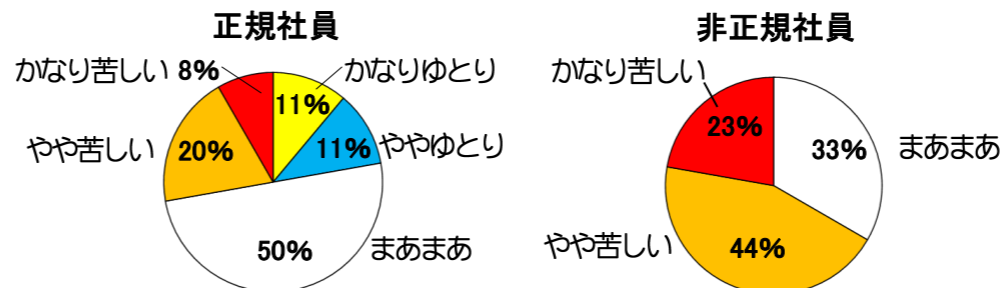 正規社員
かなり苦しい 8%
かなりゆとり
11%
やや苦しい
20%
11%
ややゆとり
50%
まあまあ
非正規社員
かなり苦しい
23%
33%
まあまあ
やや苦しい
44%